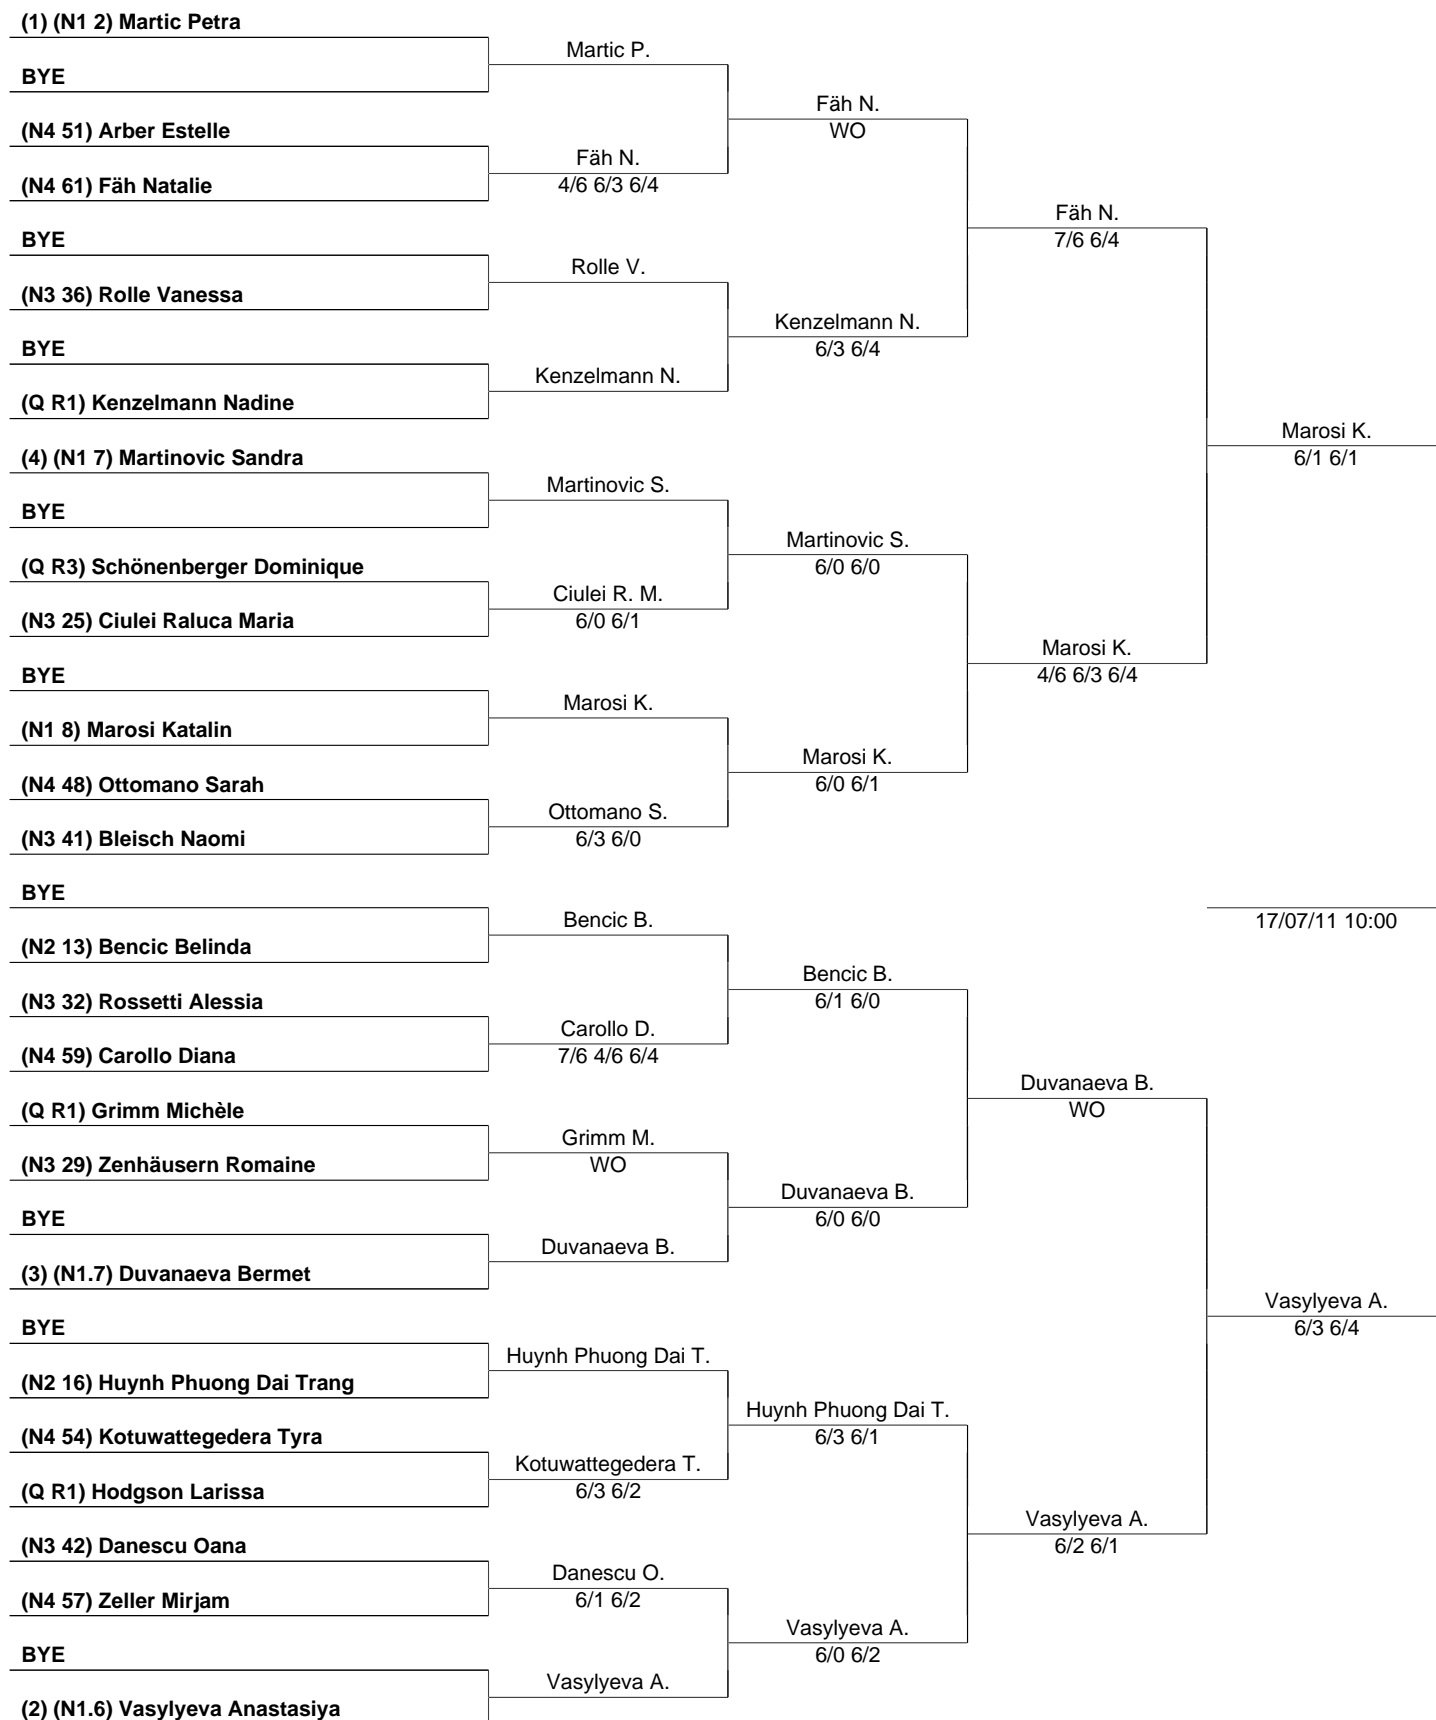 (1) (N1 2) Martic Petra
BYE
(N4 51) Arber Estelle
(N4 61) Fäh Natalie
BYE
(N3 36) Rolle Vanessa
BYE
(Q R1) Kenzelmann Nadine
(4) (N1 7) Martinovic Sandra
BYE
(Q R3) Schönenberger Dominique
(N3 25) Ciulei Raluca Maria
BYE
(N1 8) Marosi Katalin
(N4 48) Ottomano Sarah
(N3 41) Bleisch Naomi
BYE
(N2 13) Bencic Belinda
(N3 32) Rossetti Alessia
(N4 59) Carollo Diana
(Q R1) Grimm Michèle
(N3 29) Zenhäusern Romaine
BYE
(3) (N1.7) Duvanaeva Bermet
BYE
(N2 16) Huynh Phuong Dai Trang
(N4 54) Kotuwattegedera Tyra
(Q R1) Hodgson Larissa
(N3 42) Danescu Oana
(N4 57) Zeller Mirjam
BYE
(2) (N1.6) Vasylyeva Anastasiya
Martic P.
Fäh N.
4/6 6/3 6/4
Rolle V.
Kenzelmann N.
Martinovic S.
Ciulei R. M.
6/0 6/1
Marosi K.
Ottomano S.
6/3 6/0
Bencic B.
Carollo D.
7/6 4/6 6/4
Grimm M.
WO
Duvanaeva B.
Huynh Phuong Dai T.
Kotuwattegedera T.
6/3 6/2
Danescu O.
6/1 6/2
Vasylyeva A.
Fäh N.
WO
Kenzelmann N.
6/3 6/4
Martinovic S.
6/0 6/0
Marosi K.
6/0 6/1
Bencic B.
6/1 6/0
Duvanaeva B.
6/0 6/0
Huynh Phuong Dai T.
6/3 6/1
Vasylyeva A.
6/0 6/2
Fäh N.
7/6 6/4
Marosi K.
4/6 6/3 6/4
Duvanaeva B.
WO
Vasylyeva A.
6/2 6/1
Marosi K.
6/1 6/1
17/07/11 10:00
Vasylyeva A.
6/3 6/4